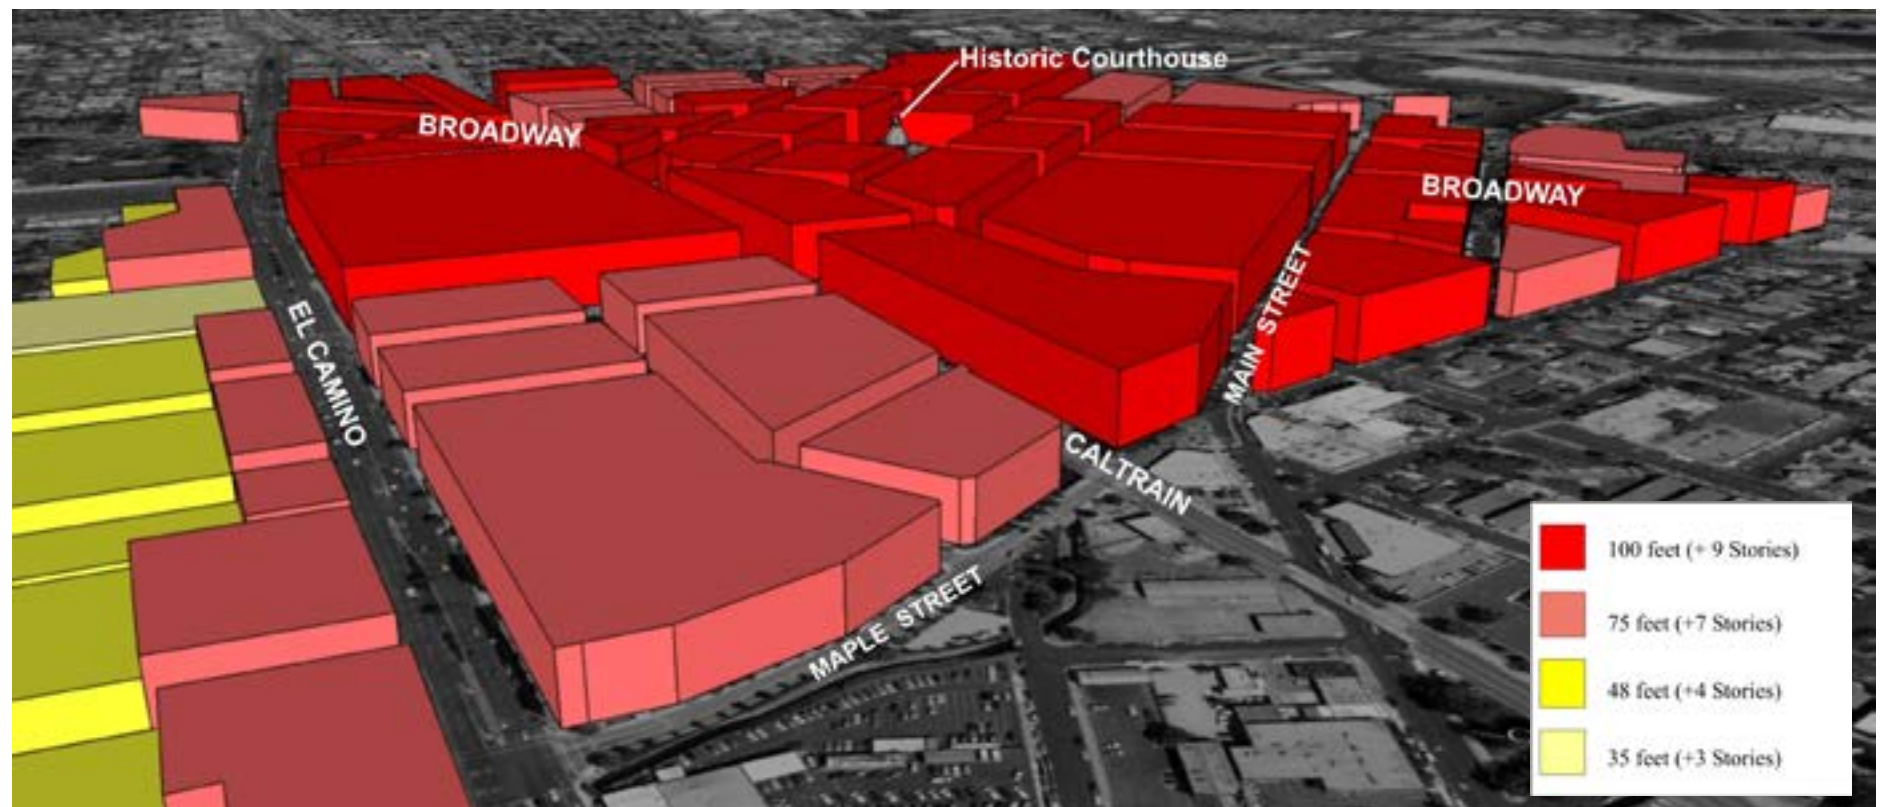 Historic Courthouse
BROADWAY
BROADWAY
EL CAMINO
MAIN STREET
CALTRAIN
MAPLE STREET
100 feet (+ 9 Stories)
75 feet (+7 Stories)
48 feet (+4 Stories)
35 feet (+3 Stories)